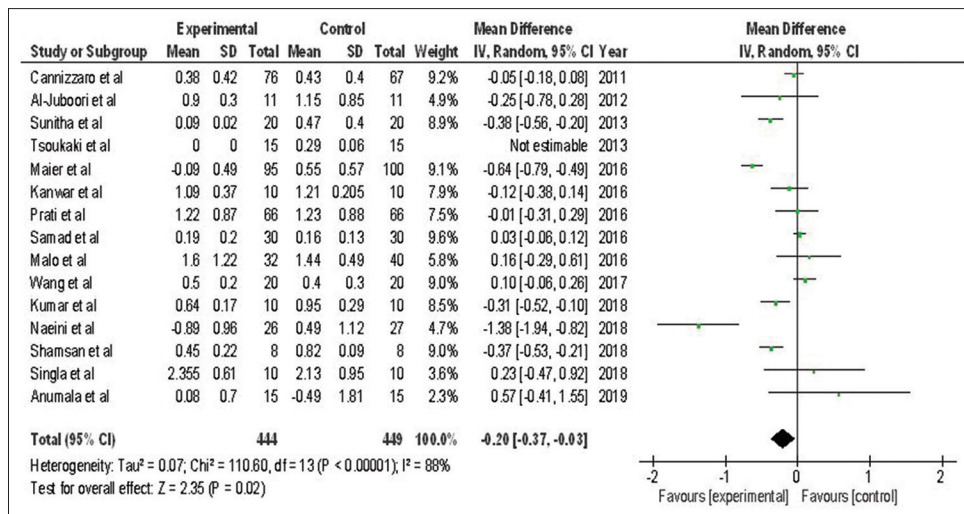 Experimental Control Mean Difference Mean Difference
Study or Subgroup Mean SD Total Mean SD Total Weight IV, Random, 95% CI Year IV, Random, 95% CI
Cannizzaro et al 0.38 0.42 76 0.43 0.4 67 9.2% -0.05 [-0.18, 0.08] 2011
Al-Juboori et al 0.9 0.3 11 1.15 0.85 11 4.9% -0.25 [-0.78, 0.28] 2012
Sunitha et al 0.09 0.02 20 0.47 0.4 20 8.9% -0.38 [-0.56, -0.20] 2013
Tsoukaki et al 0 0 15 0.29 0.06 15 Not estimable 2013
Maier et al -0.09 0.49 95 0.55 0.57 100 9.1% -0.64 [-0.79, -0.49] 2016
Kanwar et al 1.09 0.37 10 1.21 0.205 10 7.9% -0.12 [-0.38, 0.14] 2016
Prati et al 1.22 0.87 66 1.23 0.88 66 7.5% -0.01 [-0.31, 0.29] 2016
Samad et al 0.19 0.2 30 0.16 0.13 30 9.6% 0.03 [-0.06, 0.12] 2016
Malo et al 1.6 1.22 32 1.44 0.49 40 5.8% 0.16 [-0.29, 0.61] 2016
Wang et al 0.5 0.2 20 0.4 0.3 20 9.0% 0.10 [-0.06, 0.26] 2017
Kumar et al 0.64 0.17 10 0.95 0.29 10 8.5% -0.31 [-0.52, -0.10] 2018
Naeini et al -0.89 0.96 26 0.49 1.12 27 4.7% -1.38 [-1.94, -0.82] 2018
Shamsan et al 0.45 0.22 8 0.82 0.09 8 9.0% -0.37 [-0.53, -0.21] 2018
Singla et al 2.355 0.61 10 2.13 0.95 10 3.6% 0.23 [-0.47, 0.92] 2018
Anumala et al 0.08 0.7 15 -0.49 1.81 15 2.3% 0.57 [-0.41, 1.55] 2019
Total (95% CI) 444 449 100.0% -0.20 [-0.37, -0.03]
Heterogeneity: Tau² = 0.07; Chi² = 110.60, df = 13 (P < 0.00001); I² = 88%
Test for overall effect: Z = 2.35 (P = 0.02)
-2 -1 0 1 2
Favours [experimental] Favours [control]